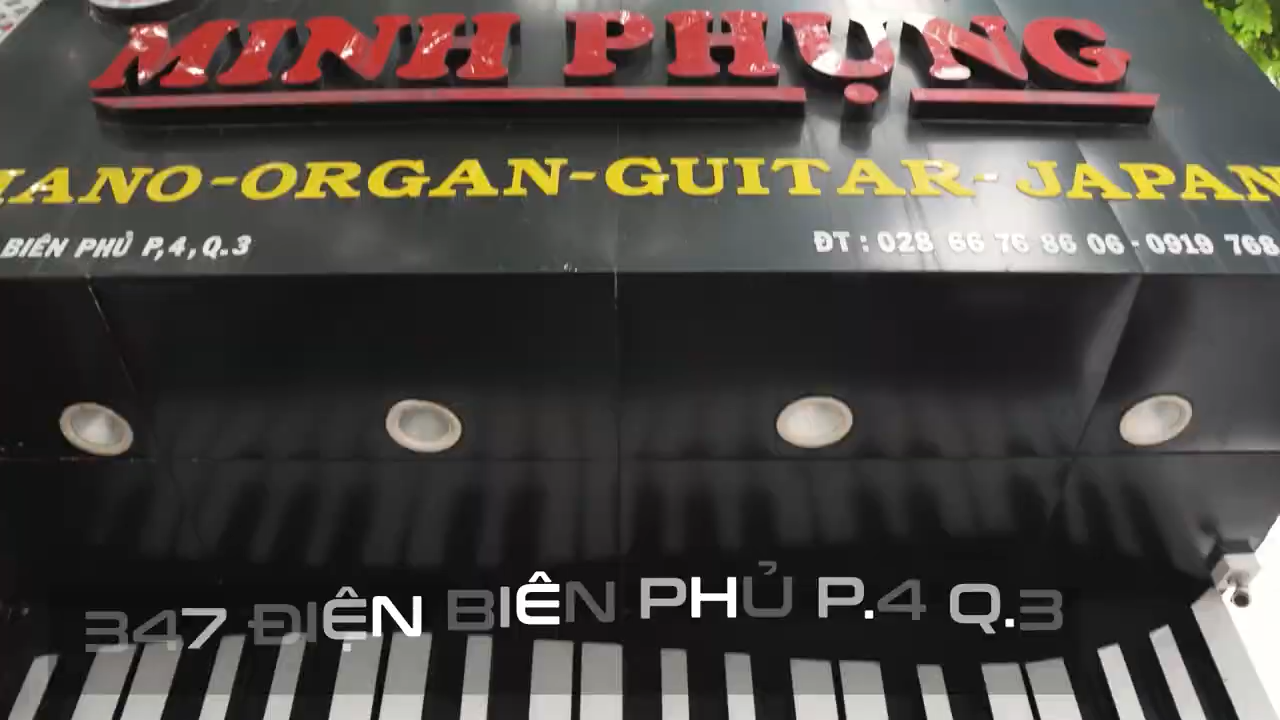 MINH PHỤNG
IANO-ORGAN-GUITAR-JAPAN
BIÊN PHỦ P,4,Q.3
ĐT : 028 66 76 86 06 - 0919 768
347 ĐIỆN BIÊN PHỦ P.4 Q.3